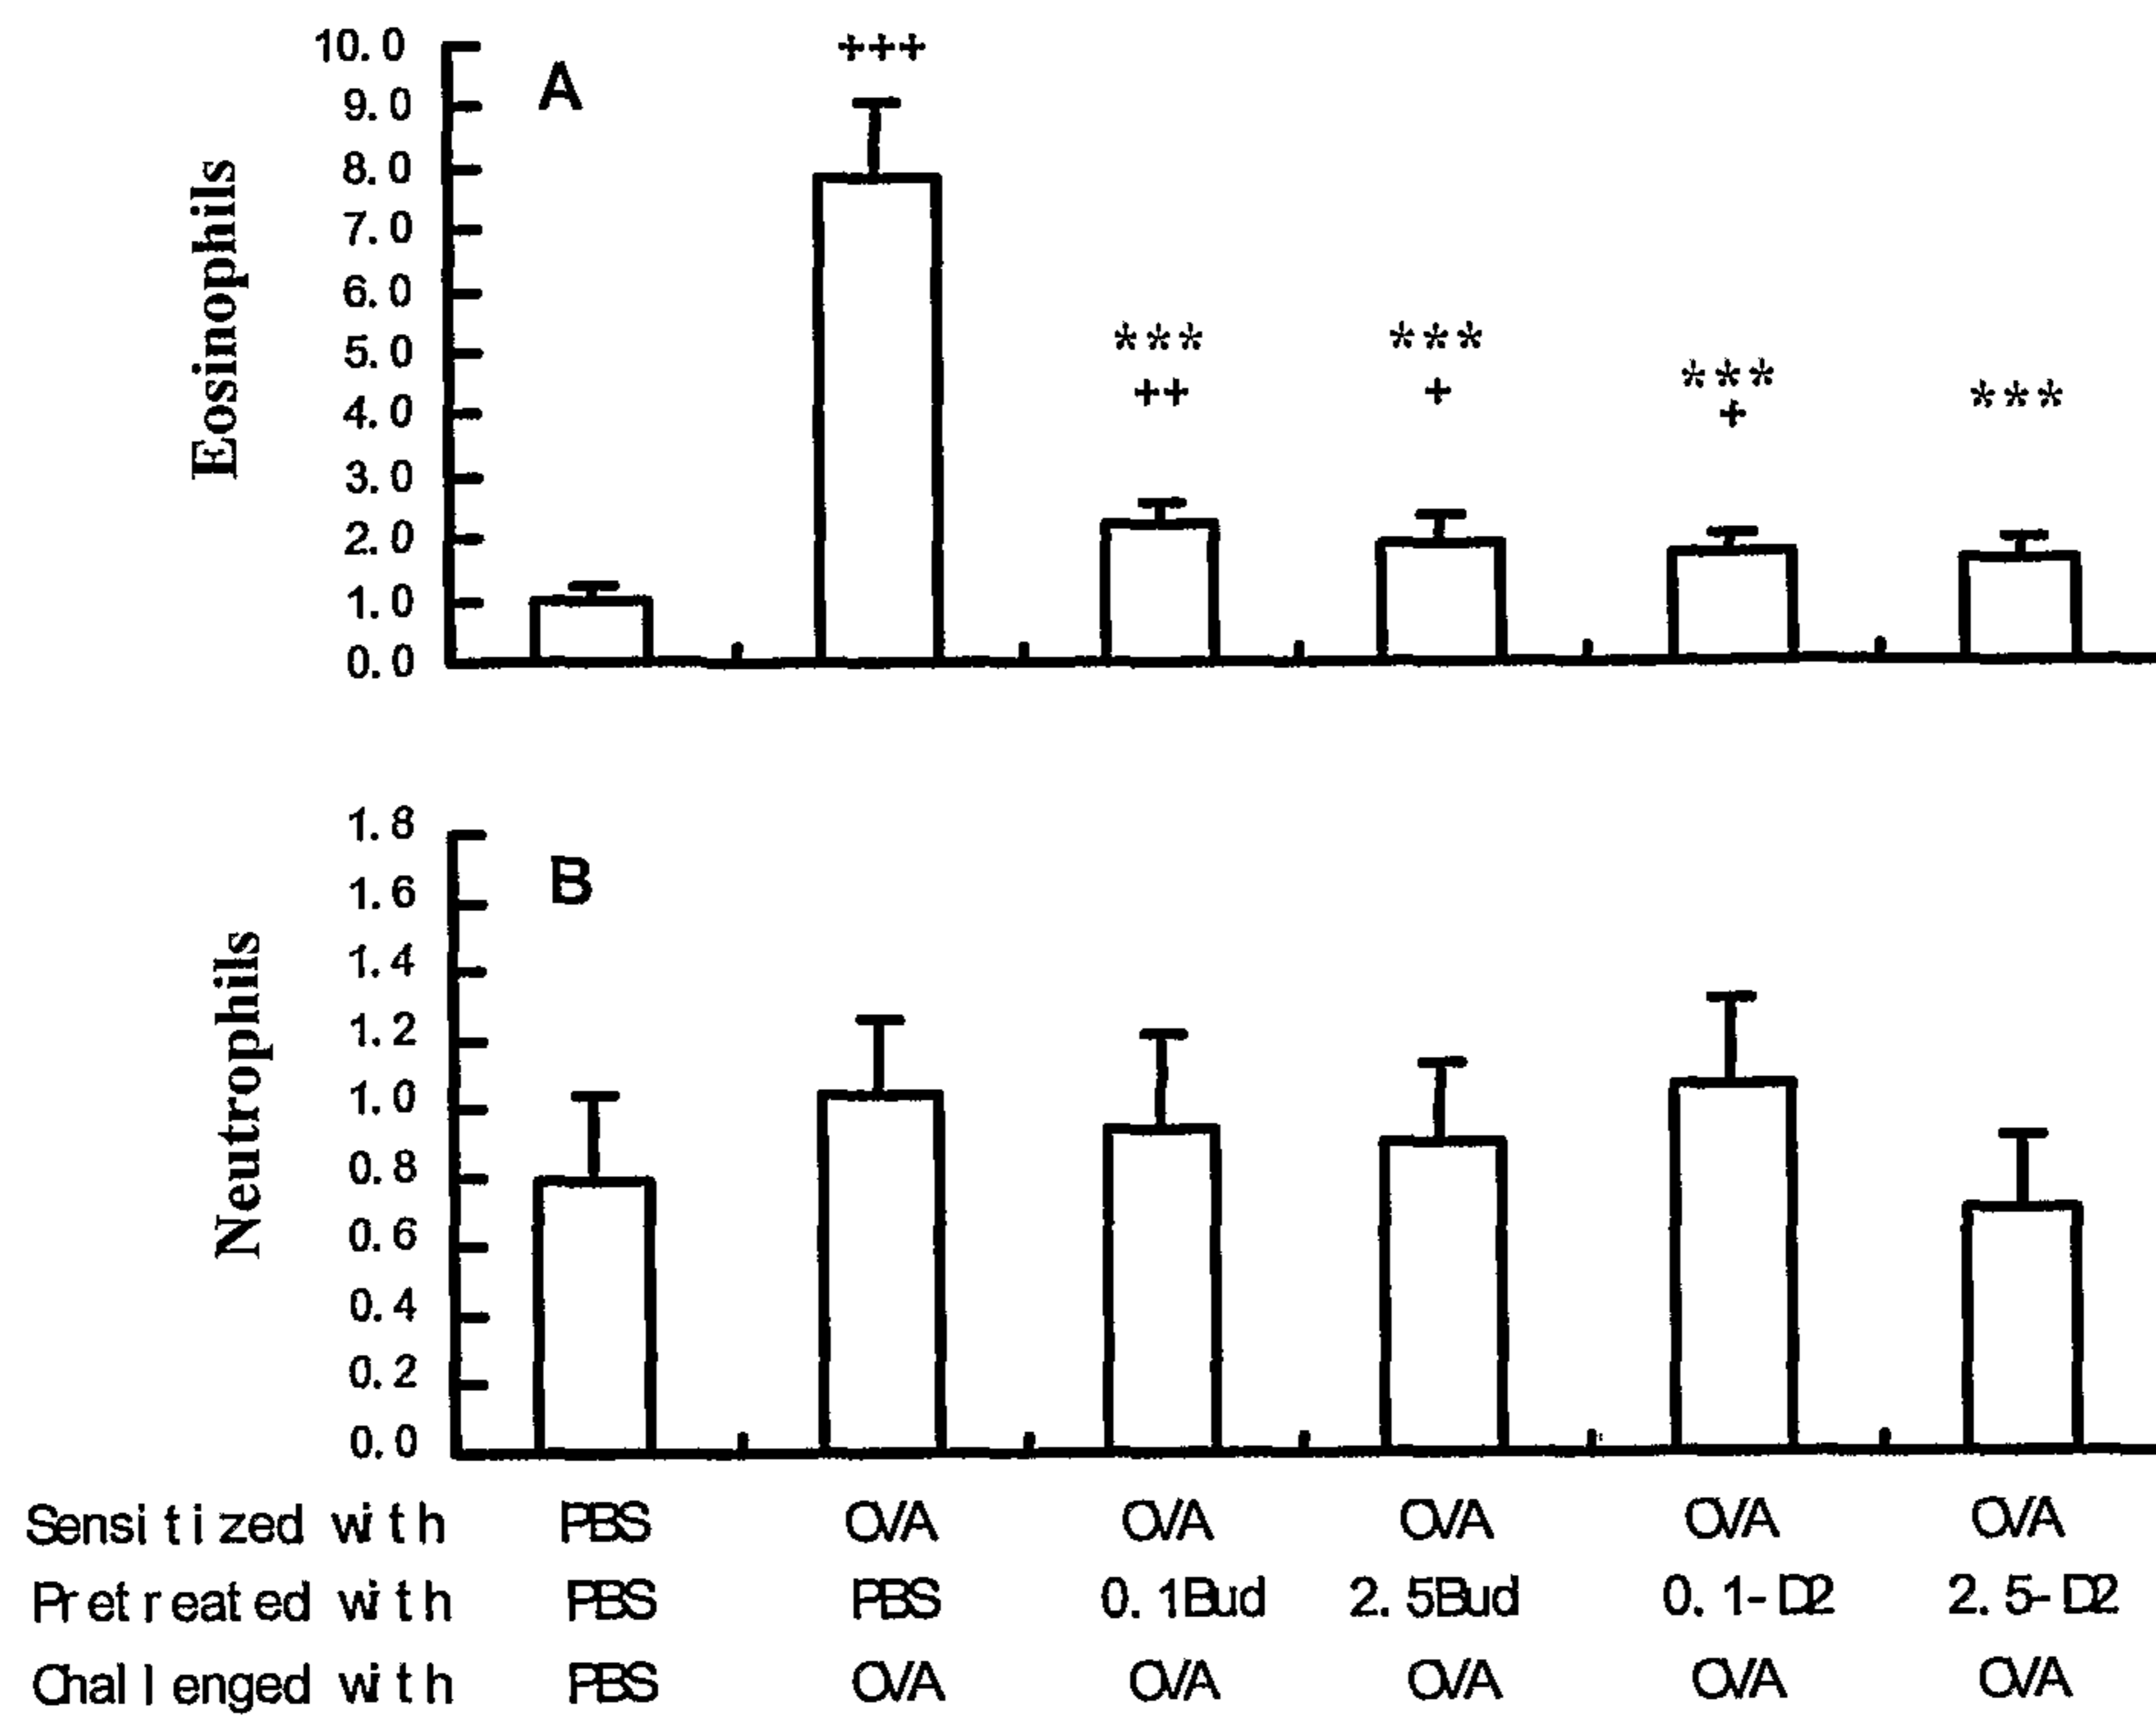 10.0
A
+++
9.0
8.0
7.0
6.0
5.0
4.0
3.0
2.0
1.0
0.0
Eosinophils
*** *** *** ***
++ + +
1.8
B
1.6
1.4
1.2
1.0
0.8
0.6
0.4
0.2
0.0
Neutrophils
Sensitized with PBS OVA OVA OVA OVA OVA
Pretreated with PBS PBS 0.1Bud 2.5Bud 0.1-D2 2.5-D2
Challenged with PBS OVA OVA OVA OVA OVA